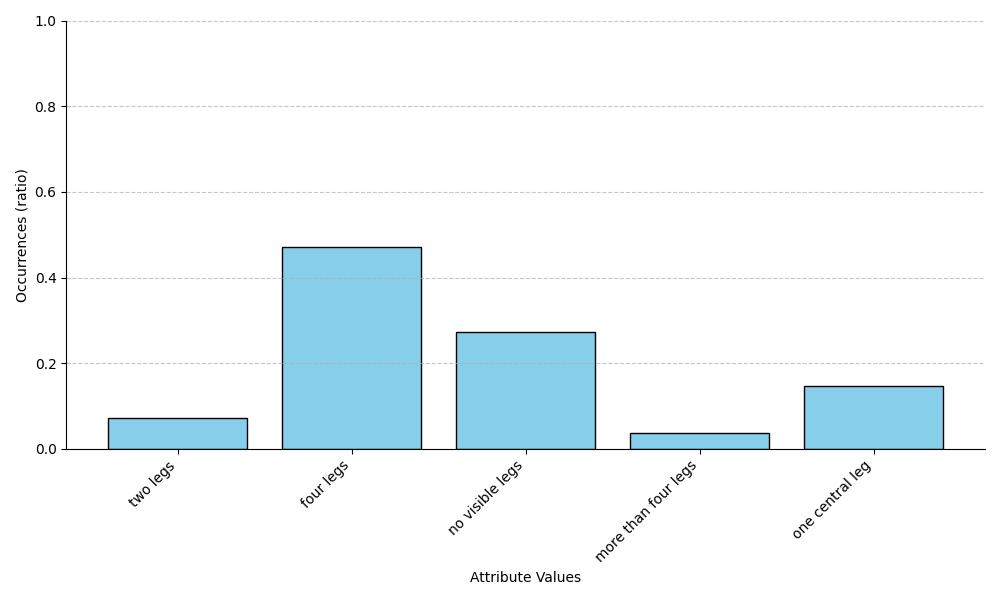 1.0
0.8
0.6
0.4
0.2
0.0
Occurrences (ratio)
two legs
four legs
no visible legs
more than four legs
one central leg
Attribute Values